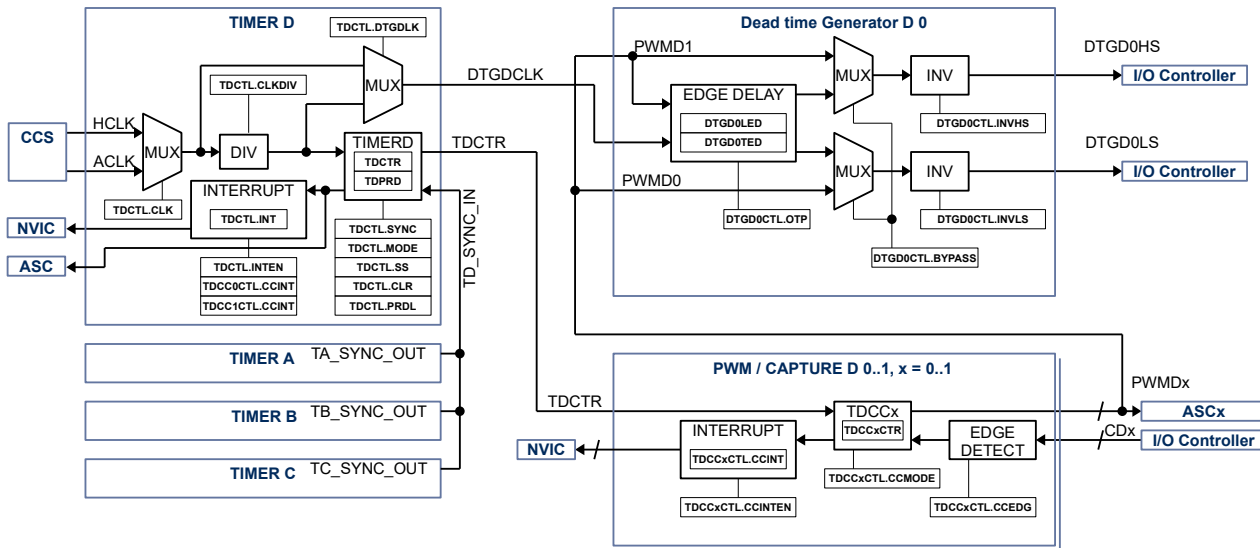 TIMER D
TDCTL.DTGDLK
MUX
TDCTL.CLKDIV
CCS
HCLK
ACLK
MUX
DIV
TIMERD
TDCTR
TDPRD
TDCTR
DTGDCLK
INTERRUPT
TDCTL.INT
TDCTL.CLK
NVIC
ASC
TDCTL.INTEN
TDCC0CTL.CCINT
TDCC1CTL.CCINT
TDCTL.SYNC
TDCTL.MODE
TDCTL.SS
TDCTL.CLR
TDCTL.PRDL
TD_SYNC_IN
TIMER A
TA_SYNC_OUT
TIMER B
TB_SYNC_OUT
TIMER C
TC_SYNC_OUT
Dead time Generator D 0
PWMD1
EDGE DELAY
DTGD0LED
DTGD0TED
PWMD0
DTGD0CTL.OTP
MUX
INV
DTGD0CTL.INVHS
DTGD0HS
I/O Controller
MUX
INV
DTGD0CTL.INVLS
DTGD0LS
I/O Controller
DTGD0CTL.BYPASS
PWM / CAPTURE D 0..1, x = 0..1
TDCTR
TDCCx
TDCCxCTR
TDCCxCTL.CCMODE
INTERRUPT
TDCCxCTL.CCINT
TDCCxCTL.CCINTEN
NVIC
EDGE
DETECT
TDCCxCTL.CCEDG
PWMDx
ASCx
CDx
I/O Controller